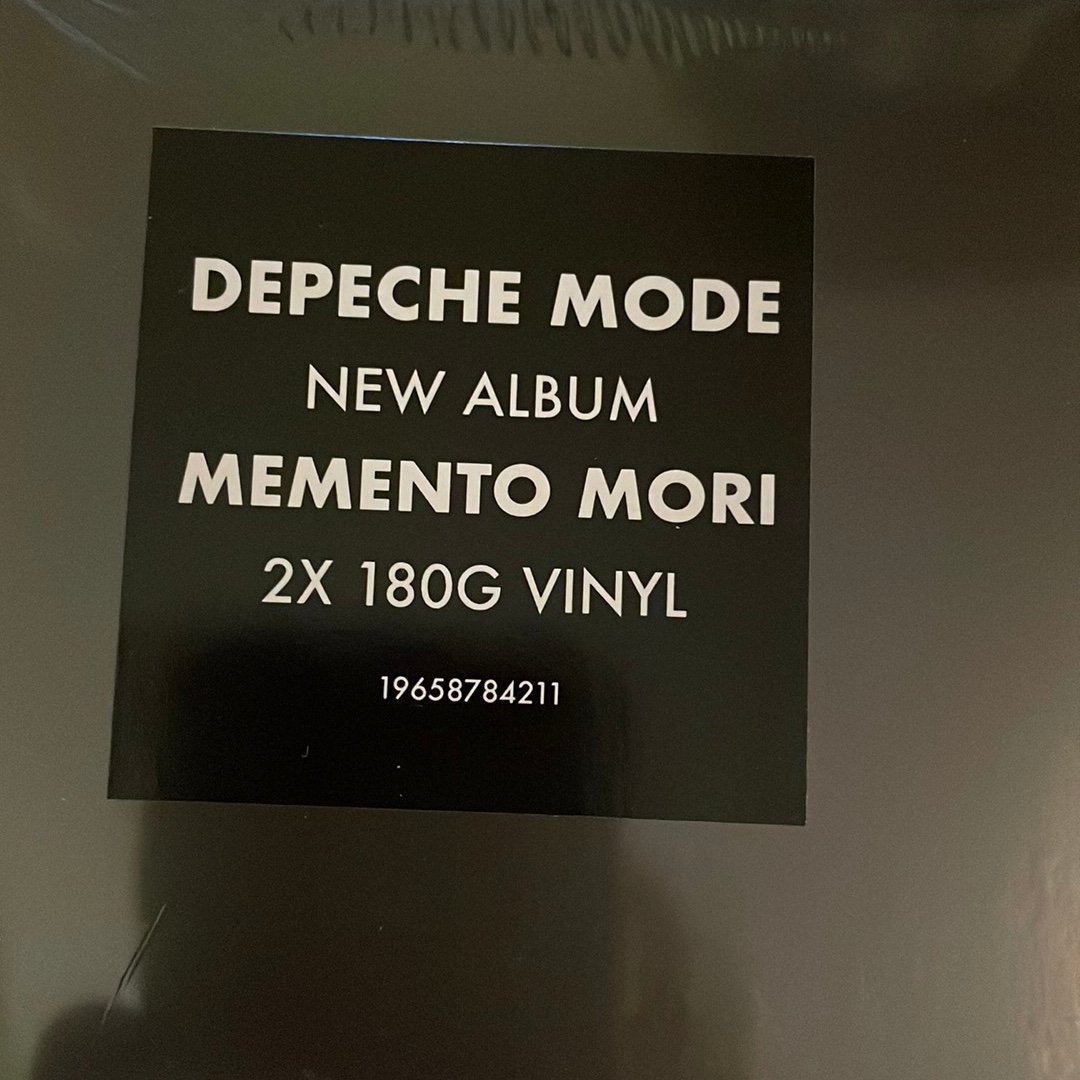 DEPECHE MODE
NEW ALBUM
MEMENTO MORI
2X 180G VINYL
19658784211